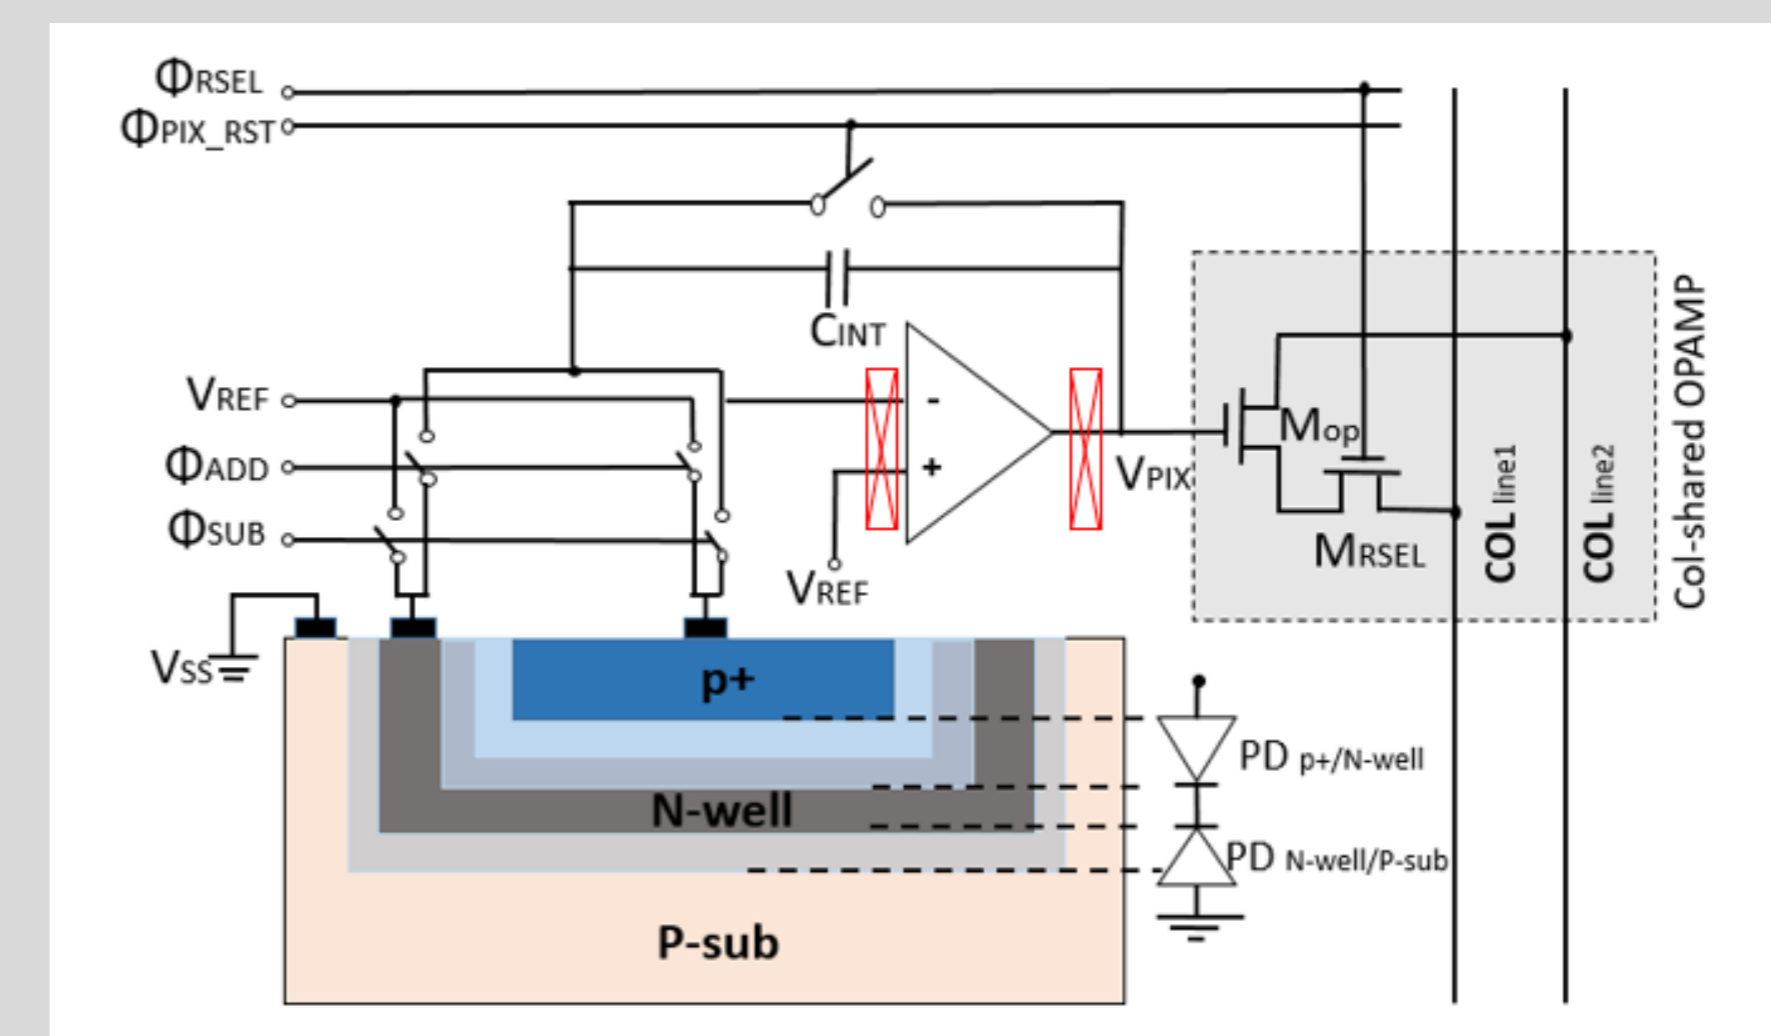 ΦRSEL
ΦPIX_RST
CINT
VREF
ΦADD
ΦSUB
-
+
VREF
VPIX
Mop
MRSEL
COL line1
COL line2
Col-shared OPAMP
VSS
p+
N-well
P-sub
PD p+/N-well
PD N-well/P-sub